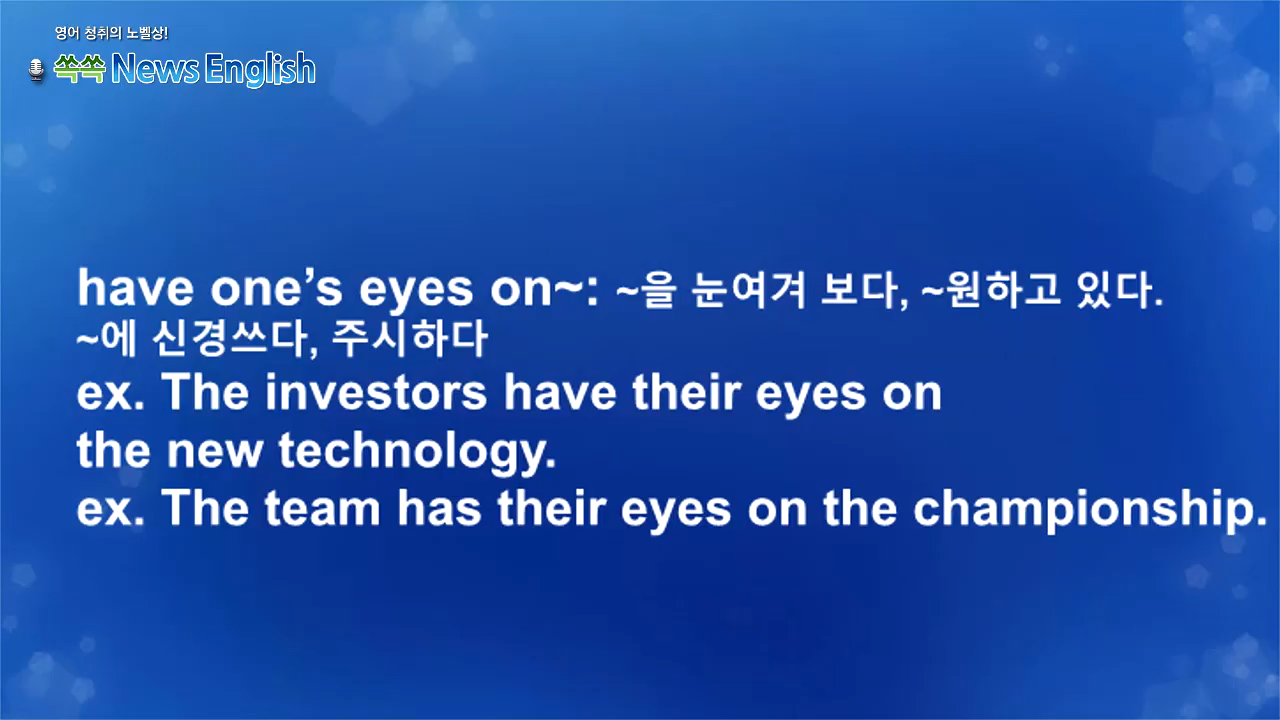 영어 청취의 노벨상!
쏙쏙 News English
have one’s eyes on~: ~을 눈여겨 보다, ~원하고 있다.
~에 신경쓰다, 주시하다
ex. The investors have their eyes on
the new technology.
ex. The team has their eyes on the championship.